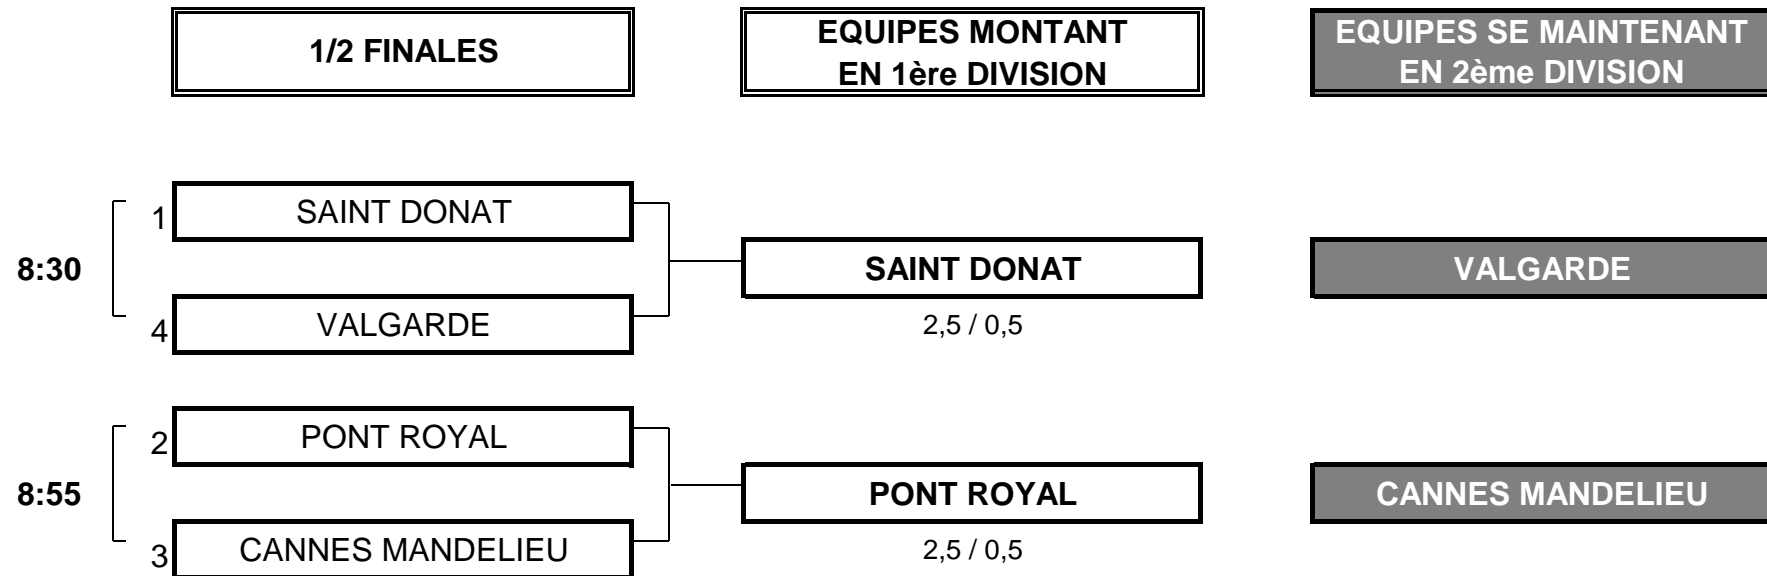 1/2 FINALES
EQUIPES MONTANT
EN 1ère DIVISION
EQUIPES SE MAINTENANT
EN 2ème DIVISION
1 SAINT DONAT
8:30
SAINT DONAT
VALGARDE
4 VALGARDE
2,5 / 0,5
2 PONT ROYAL
8:55
PONT ROYAL
CANNES MANDELIEU
3 CANNES MANDELIEU
2,5 / 0,5